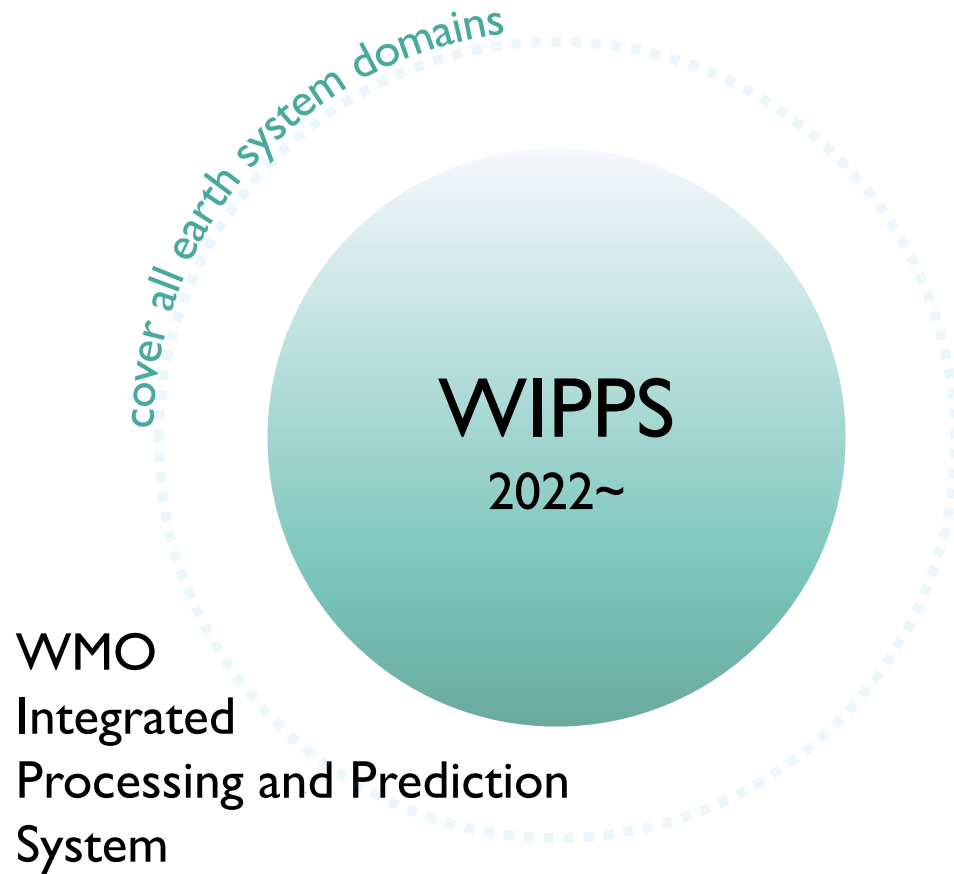 cover all earth system domains
WIPPS
2022~
WMO
Integrated
Processing and Prediction
System